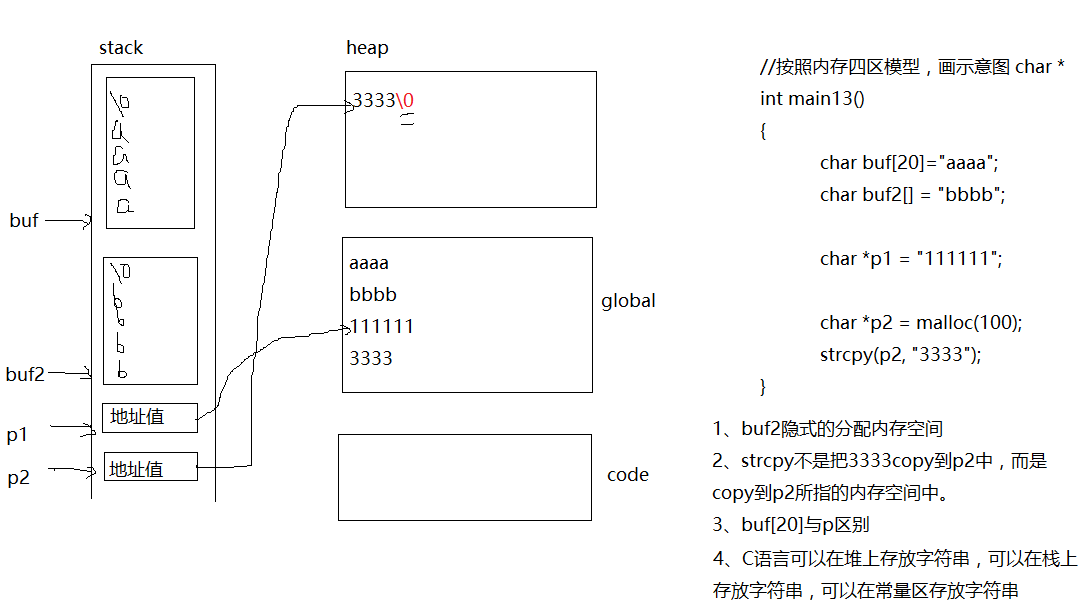 stack
heap
3333\0
buf
a
a
a
a
buf2
b
b
b
b
p1
地址值
p2
地址值
aaaa
bbbb
111111
3333
global
code
//按照内存四区模型，画示意图 char *
int main13()
{
char buf[20]="aaaa";
char buf2[] = "bbbb";
char *p1 = "111111";
char *p2 = malloc(100);
strcpy(p2, "3333");
}
1、buf2隐式的分配内存空间
2、strcpy不是把3333copy到p2中，而是
copy到p2所指的内存空间中。
3、buf[20]与p区别
4、C语言可以在堆上存放字符串，可以在栈上
存放字符串，可以在常量区存放字符串